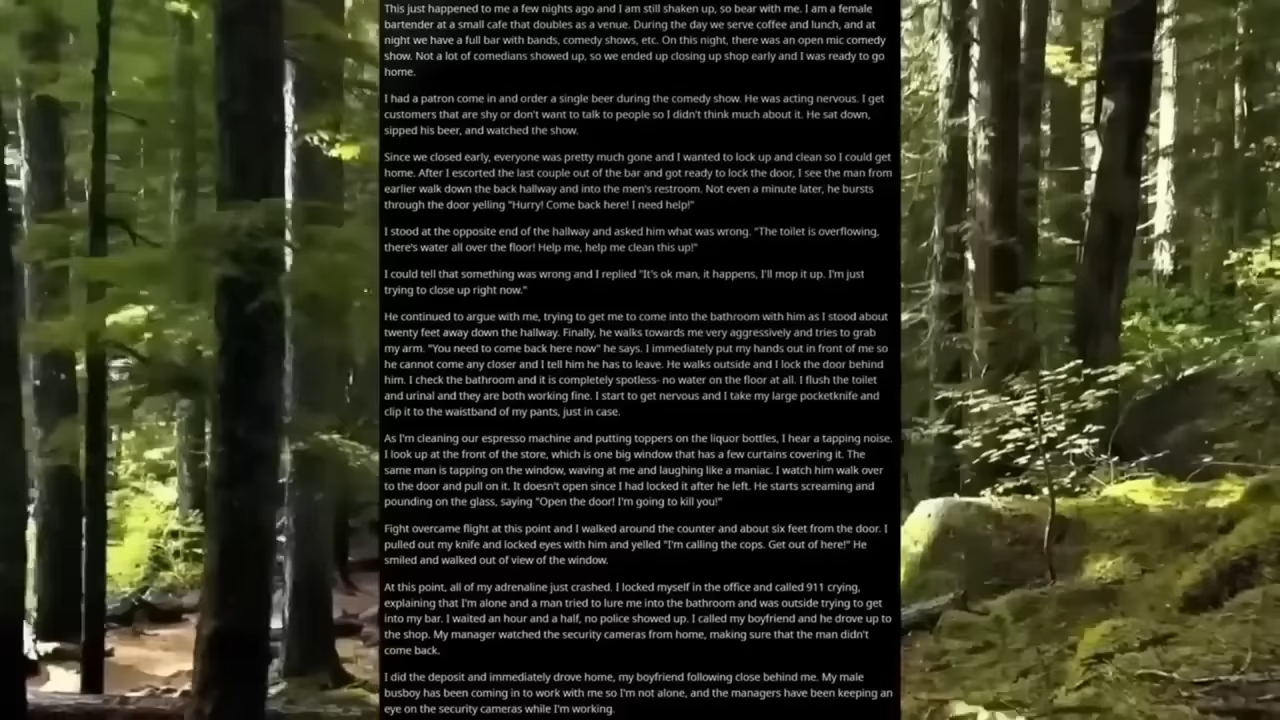 This just happened to me a few nights ago and I am still shaken up, so bear with me. I am a female
bartender at a small cafe that doubles as a venue. During the day we serve coffee and lunch, and at
night we have a full bar with bands, comedy shows, etc. On this night, there was an open mic comedy
show. Not a lot of comedians showed up, so we ended up closing up shop early and I was ready to go
home.
I had a patron come in and order a single beer during the comedy show. He was acting nervous. I get
customers that are shy or don't want to talk to people so I didn't think much about it. He sat down,
sipped his beer, and watched the show.
Since we closed early, everyone was pretty much gone and I wanted to lock up and clean so I could get
home. After I escorted the last couple out of the bar and got ready to lock the door, I see the man from
earlier walk down the back hallway and into the men's restroom. Not even a minute later, he bursts
through the door yelling "Hurry! Come back here! I need help!"
I stood at the opposite end of the hallway and asked him what was wrong. "The toilet is overflowing,
there's water all over the floor! Help me, help me clean this up!"
I could tell that something was wrong and I replied "It's ok man, it happens, I'll mop it up. I'm just
trying to close up right now."
He continued to argue with me, trying to get me to come into the bathroom with him as I stood about
twenty feet away down the hallway. Finally, he walks towards me very aggressively and tries to grab
my arm. "You need to come back here now" he says. I immediately put my hands out in front of me so
he cannot come any closer and I tell him he has to leave. He walks outside and I lock the door behind
him. I check the bathroom and it is completely spotless- no water on the floor at all. I flush the toilet
and urinal and they are both working fine. I start to get nervous and I take my large pocketknife and
clip it to the waistband of my pants, just in case.
As I'm cleaning our espresso machine and putting toppers on the liquor bottles, I hear a tapping noise.
I look up at the front of the store, which is one big window that has a few curtains covering it. The
same man is tapping on the window, waving at me and laughing like a maniac. I watch him walk over
to the door and pull on it. It doesn't open since I had locked it after he left. He starts screaming and
pounding on the glass, saying "Open the door! I'm going to kill you!"
Fight overcame flight at this point and I walked around the counter and about six feet from the door. I
pulled out my knife and locked eyes with him and yelled "I'm calling the cops. Get out of here!" He
smiled and walked out of view of the window.
At this point, all of my adrenaline just crashed. I locked myself in the office and called 911 crying,
explaining that I'm alone and a man tried to lure me into the bathroom and was outside trying to get
into my bar. I waited an hour and a half, no police showed up. I called my boyfriend and he drove up to
the shop. My manager watched the security cameras from home, making sure that the man didn't
come back.
I did the deposit and immediately drove home, my boyfriend following close behind me. My male
busboy has been coming in to work with me so I'm not alone, and the managers have been keeping an
eye on the security cameras while I'm working.